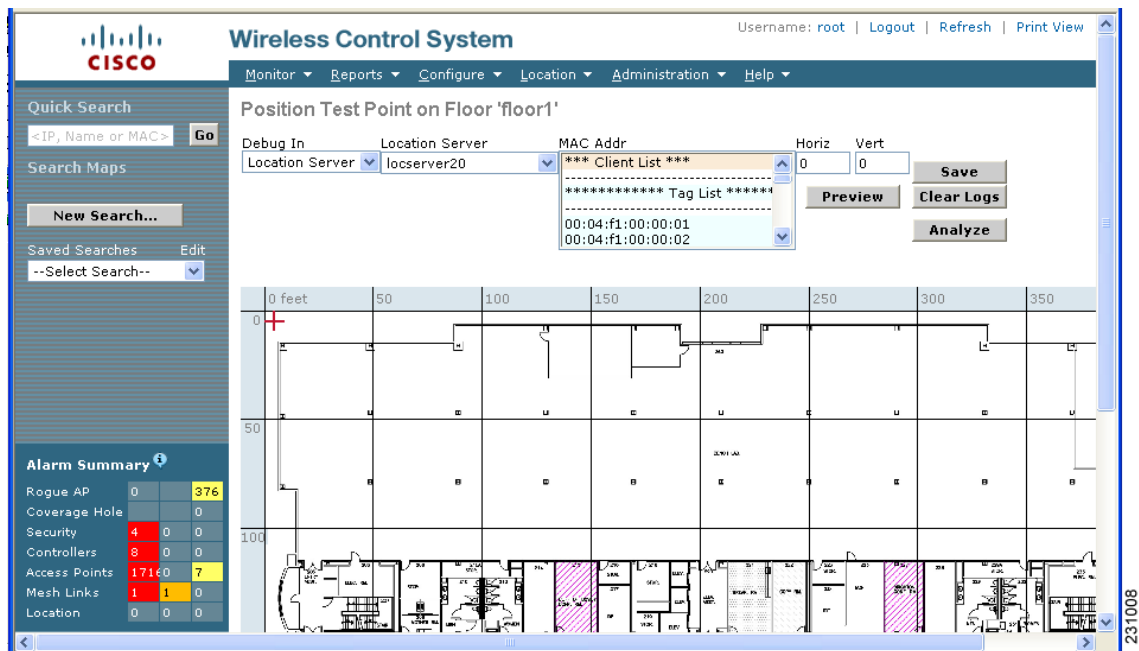 Username: root | Logout | Refresh | Print View
CISCO
Wireless Control System
Monitor Reports Configure Location Administration Help
Quick Search
<IP, Name or MAC> Go
Search Maps
New Search...
Saved Searches Edit
--Select Search--
Position Test Point on Floor 'floor1'
Debug In Location Server MAC Addr Horiz Vert
Location Server locserver20 0 0
*** Client List ***
------------------------------
************ Tag List *******
------------------------------
00:04:f1:00:00:01
00:04:f1:00:00:02
Save
Preview Clear Logs
Analyze
0 feet 50 100 150 200 250 300 350
0
50
100
Alarm Summary
Rogue AP 0 376
Coverage Hole 0
Security 4 0 0
Controllers 8 0 0
Access Points 1716 0 7
Mesh Links 1 1 0
Location 0 0 0
231008